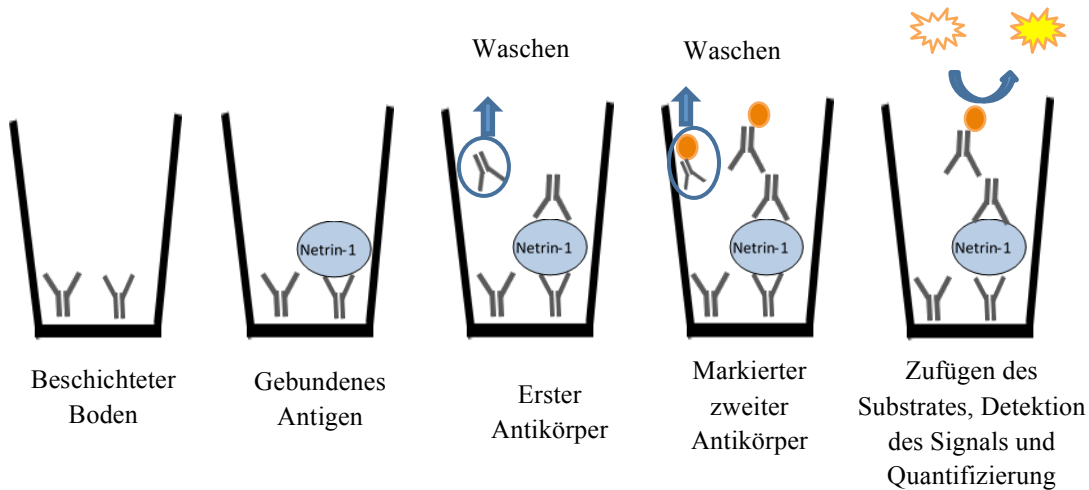 Waschen
Waschen
Netrin-1
Netrin-1
Netrin-1
Netrin-1
Beschichteter
Boden
Gebundenes
Antigen
Erster
Antikörper
Markierter
zweiter
Antikörper
Zufügen des
Substrates, Detektion
des Signals und
Quantifizierung